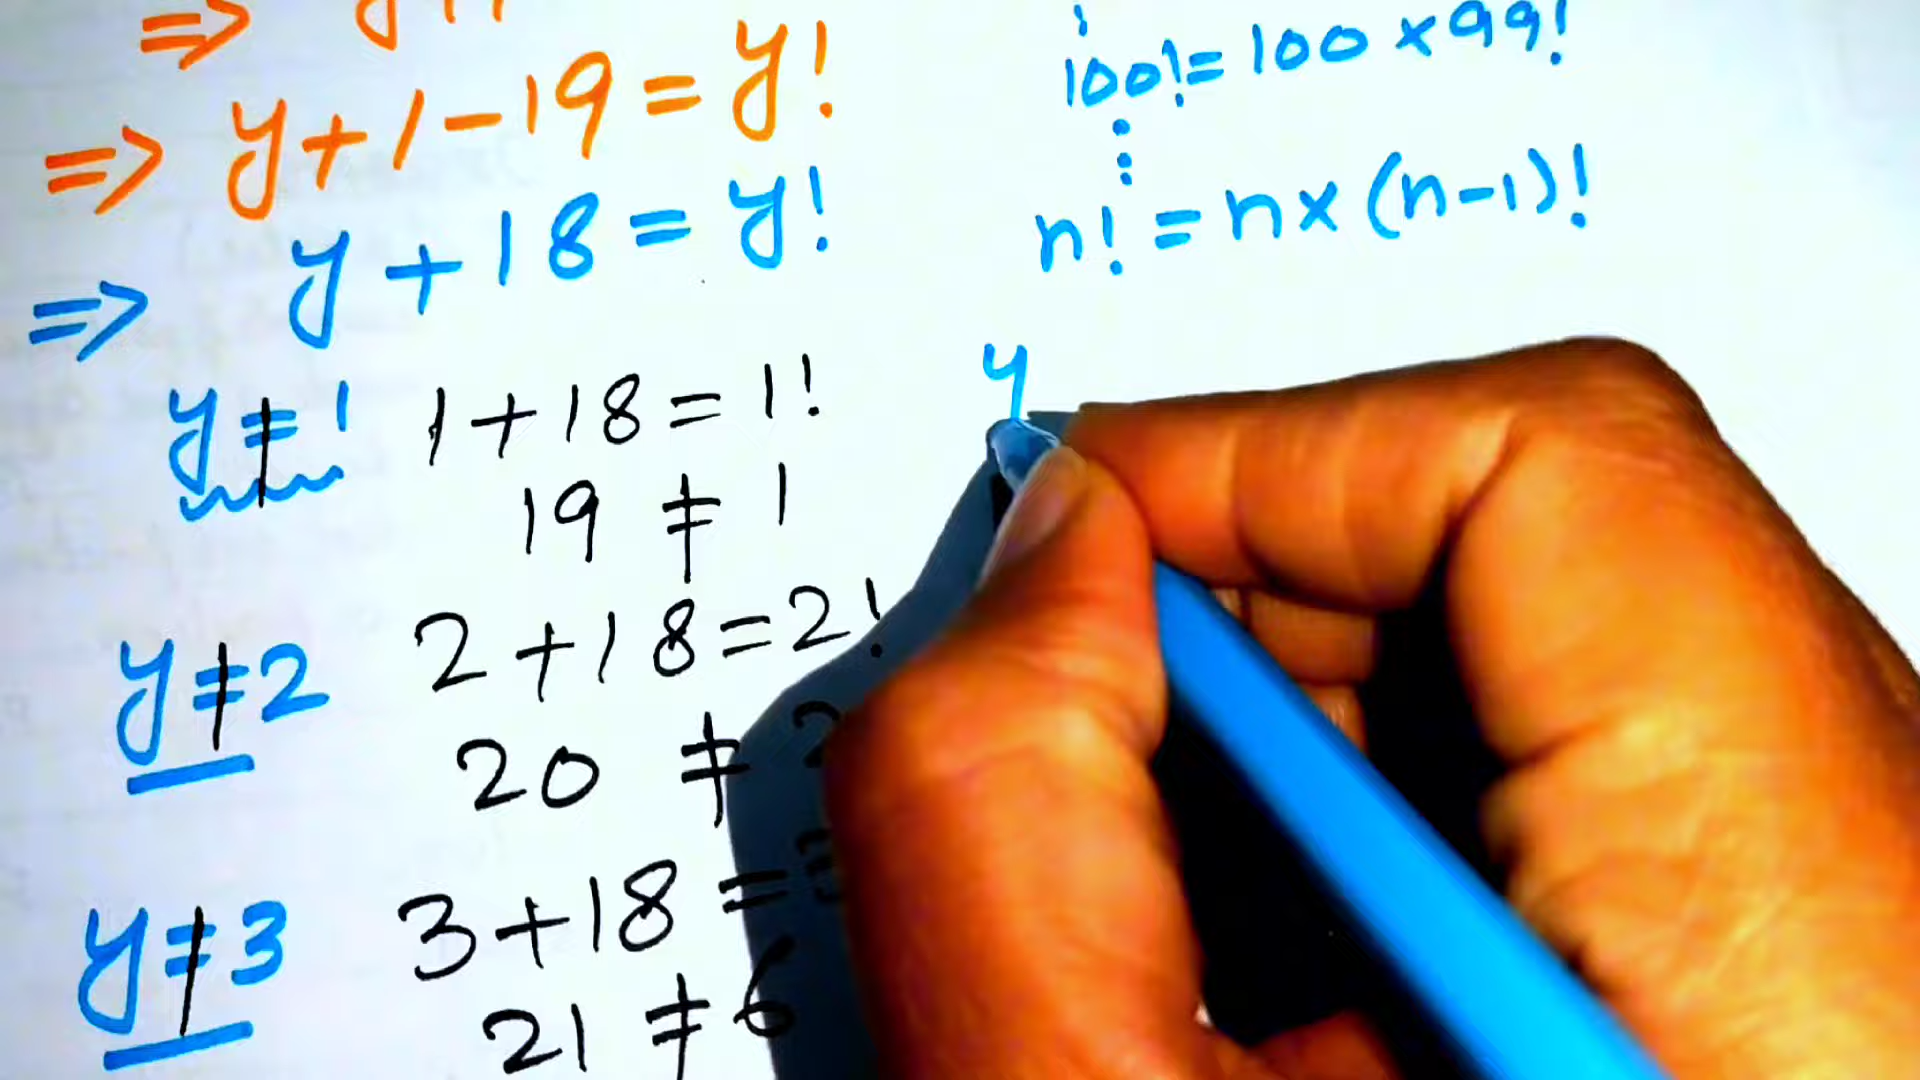 => y + 1 - 19 = y!
=> y + 18 = y!
y ≠ 1 1 + 18 = 1!
19 ≠ 1
y ≠ 2 2 + 18 = 2!
20 ≠ 2
y ≠ 3 3 + 18 =
21 ≠ 6
100! = 100 × 99!
⋮
n! = n × (n-1)!
y